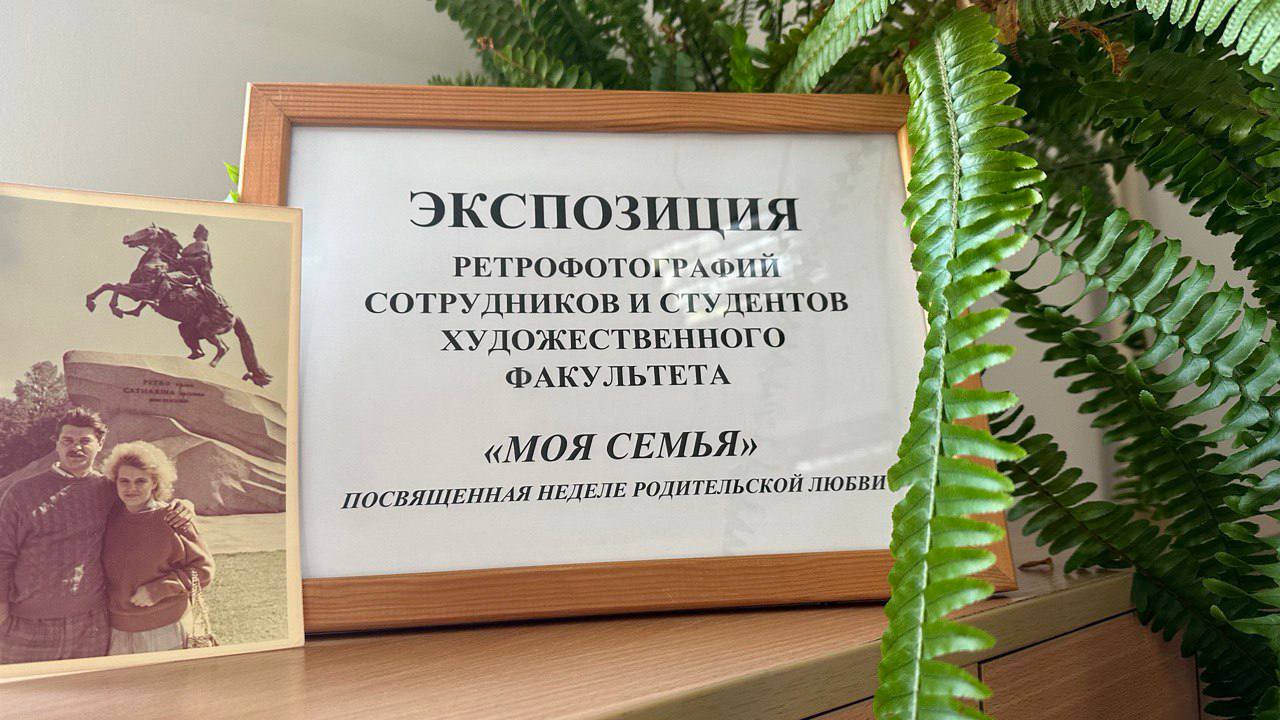 ЭКСПОЗИЦИЯ
РЕТРОФОТОГРАФИЙ
СОТРУДНИКОВ И СТУДЕНТОВ
ХУДОЖЕСТВЕННОГО
ФАКУЛЬТЕТА
«МОЯ СЕМЬЯ»
ПОСВЯЩЕННАЯ НЕДЕЛЕ РОДИТЕЛЬСКОЙ ЛЮБВИ